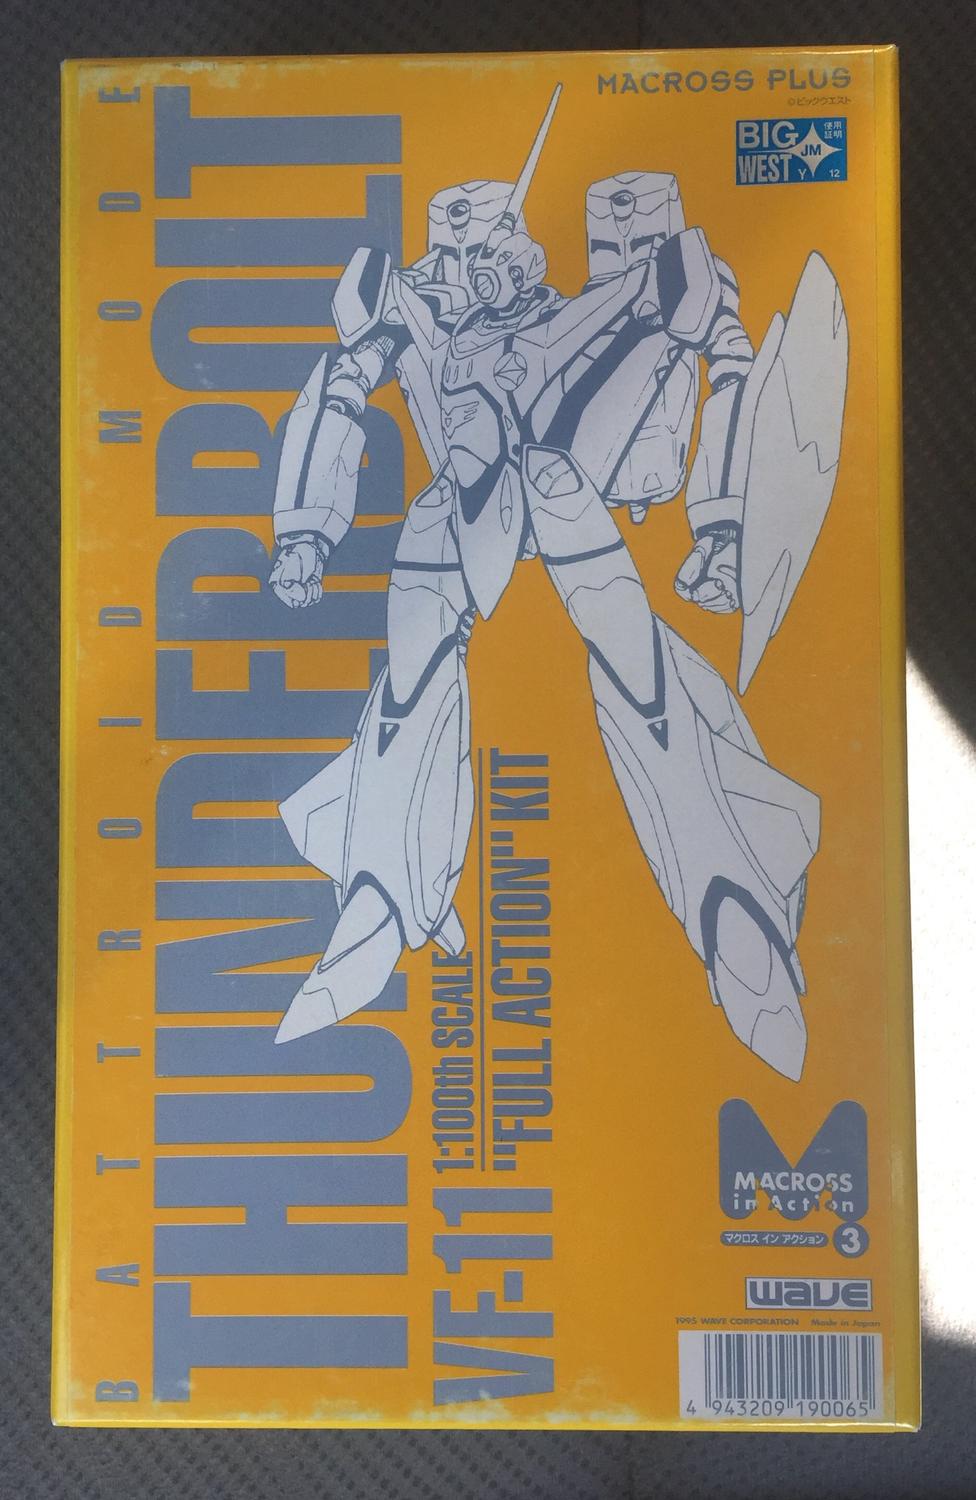 MACROSS PLUS
©ビックウエスト
BIG WEST
使用
証明
JM
Y 12
BATTROID MODE
THUNDERBOLT
VF-11
1:100th SCALE
"FULL ACTION" KIT
VF
MACROSS
in Action
マクロス イン アクション
3
wave
1995 WAVE CORPORATION Made in Japan
4 943209 190065